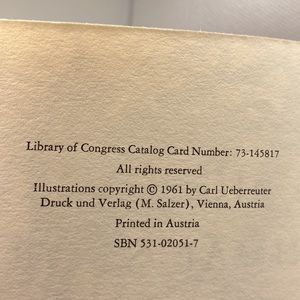 Library of Congress Catalog Card Number: 73-145817
All rights reserved
Illustrations copyright © 1961 by Carl Ueberreuter
Druck und Verlag (M. Salzer), Vienna, Austria
Printed in Austria
SBN 531-02051-7